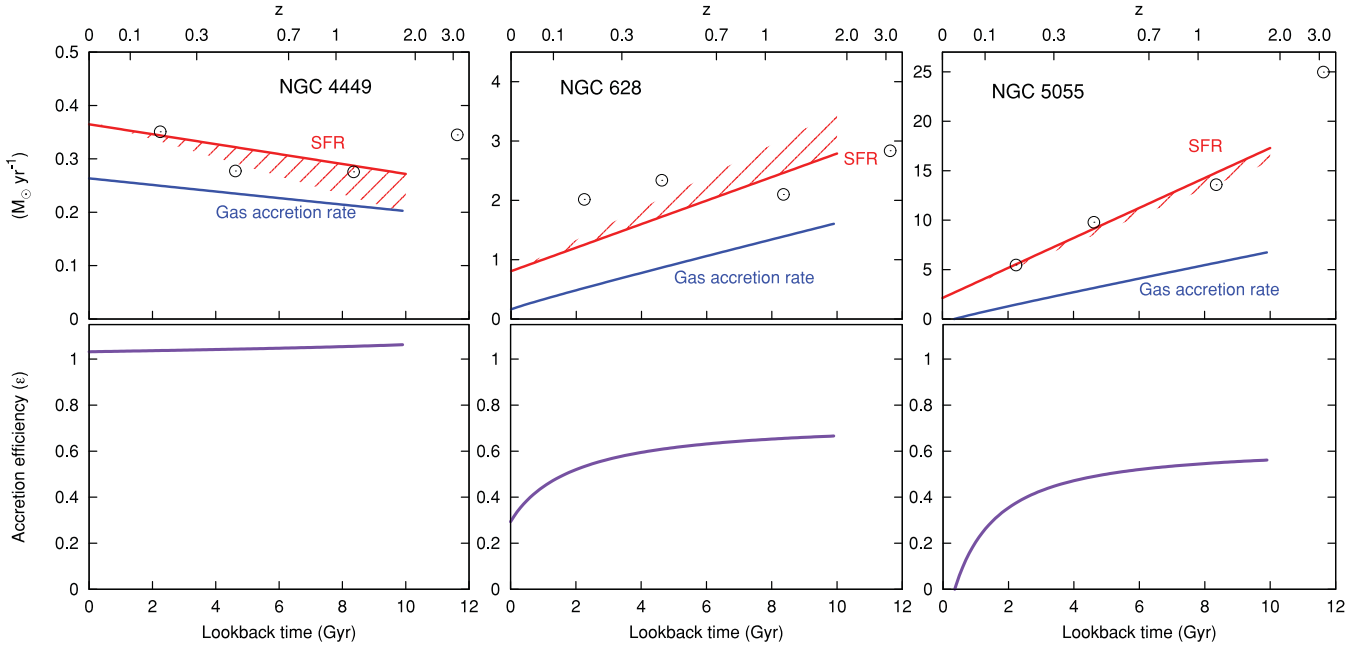 z z z
0 0.1 0.3 0.7 1 2.0 3.0 0 0.1 0.3 0.7 1 2.0 3.0 0 0.1 0.3 0.7 1 2.0 3.0
0.5 4 25
NGC 4449 NGC 628 NGC 5055
0.4 3 20
SFR SFR SFR
0.3 2 15
(M⊙ yr-1)
0.2 1 10
Gas accretion rate Gas accretion rate Gas accretion rate
0.1 0 5
0 0
1 1 1
0.8 0.8 0.8
0.6 0.6 0.6
Accretion efficiency (ε)
0.4 0.4 0.4
0.2 0.2 0.2
0 0 0
0 2 4 6 8 10 12 0 2 4 6 8 10 12 0 2 4 6 8 10 12
Lookback time (Gyr) Lookback time (Gyr) Lookback time (Gyr)